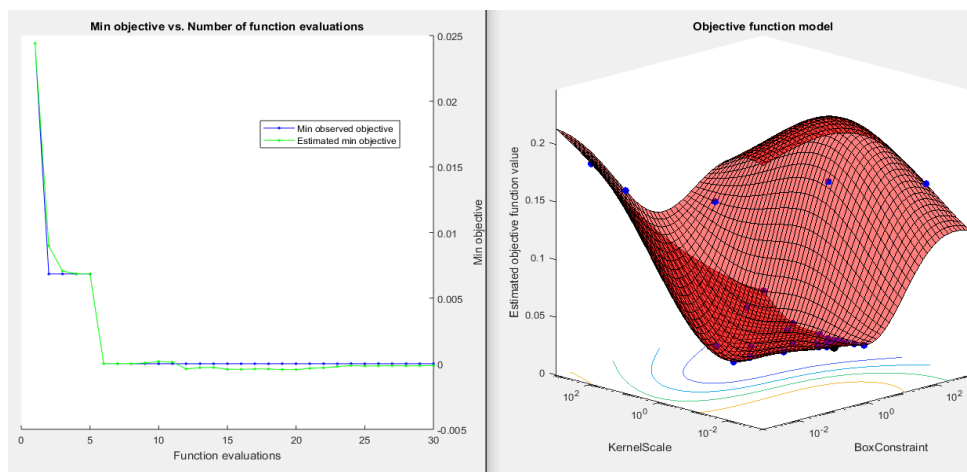 Min objective vs. Number of function evaluations
0.025
0.02
0.015
0.01
0.005
0
-0.005
Min objective
Min observed objective
Estimated min objective
0
5
10
15
20
25
30
Function evaluations
Objective function model
0.2
0.15
0.1
0.05
0
Estimated objective function value
10²
10⁰
10⁻²
KernelScale
10⁻²
10⁰
10²
BoxConstraint